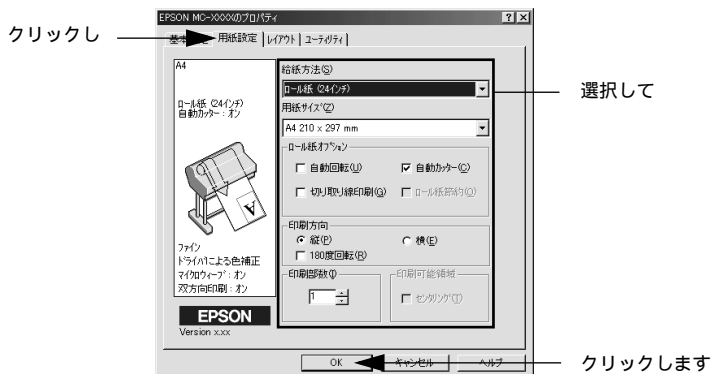 EPSON MC-XXXXのプロパティ
クリックし
用紙設定
レイアウト
ユーティリティ
A4
ロール紙 (24インチ)
自動カッター : オン
ファイン
ドライバによる色補正
マイクロウィーブ : オン
双方向印刷 : オン
EPSON
Version x.xx
給紙方法(S)
ロール紙 (24インチ)
選択して
用紙サイズ(Z)
A4 210 x 297 mm
ロール紙オプション
自動回転(U)
自動カッター(C)
切り取り線印刷(G)
ロール紙節約(O)
印刷方向
縦(P)
横(E)
180度回転(R)
印刷部数(I)
1
印刷可能領域
センタリング(T)
OK
キャンセル
ヘルプ
クリックします